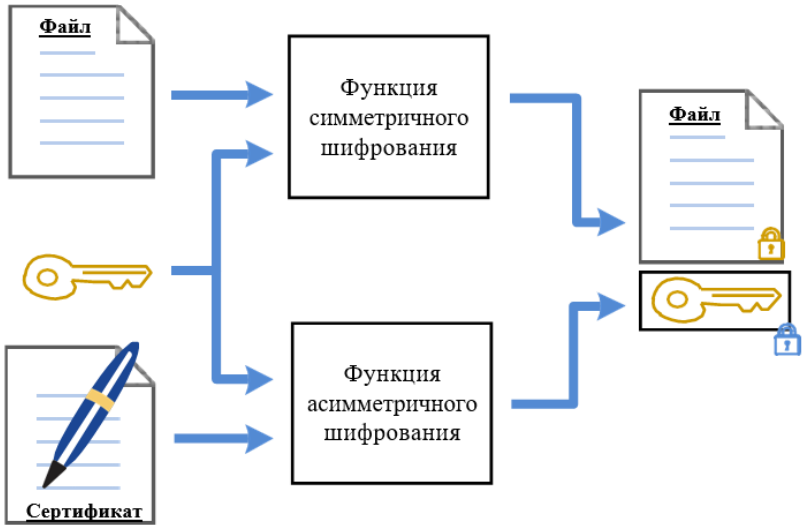 Файл
Функция
симметричного
шифрования
Файл
Функция
асимметричного
шифрования
Сертификат